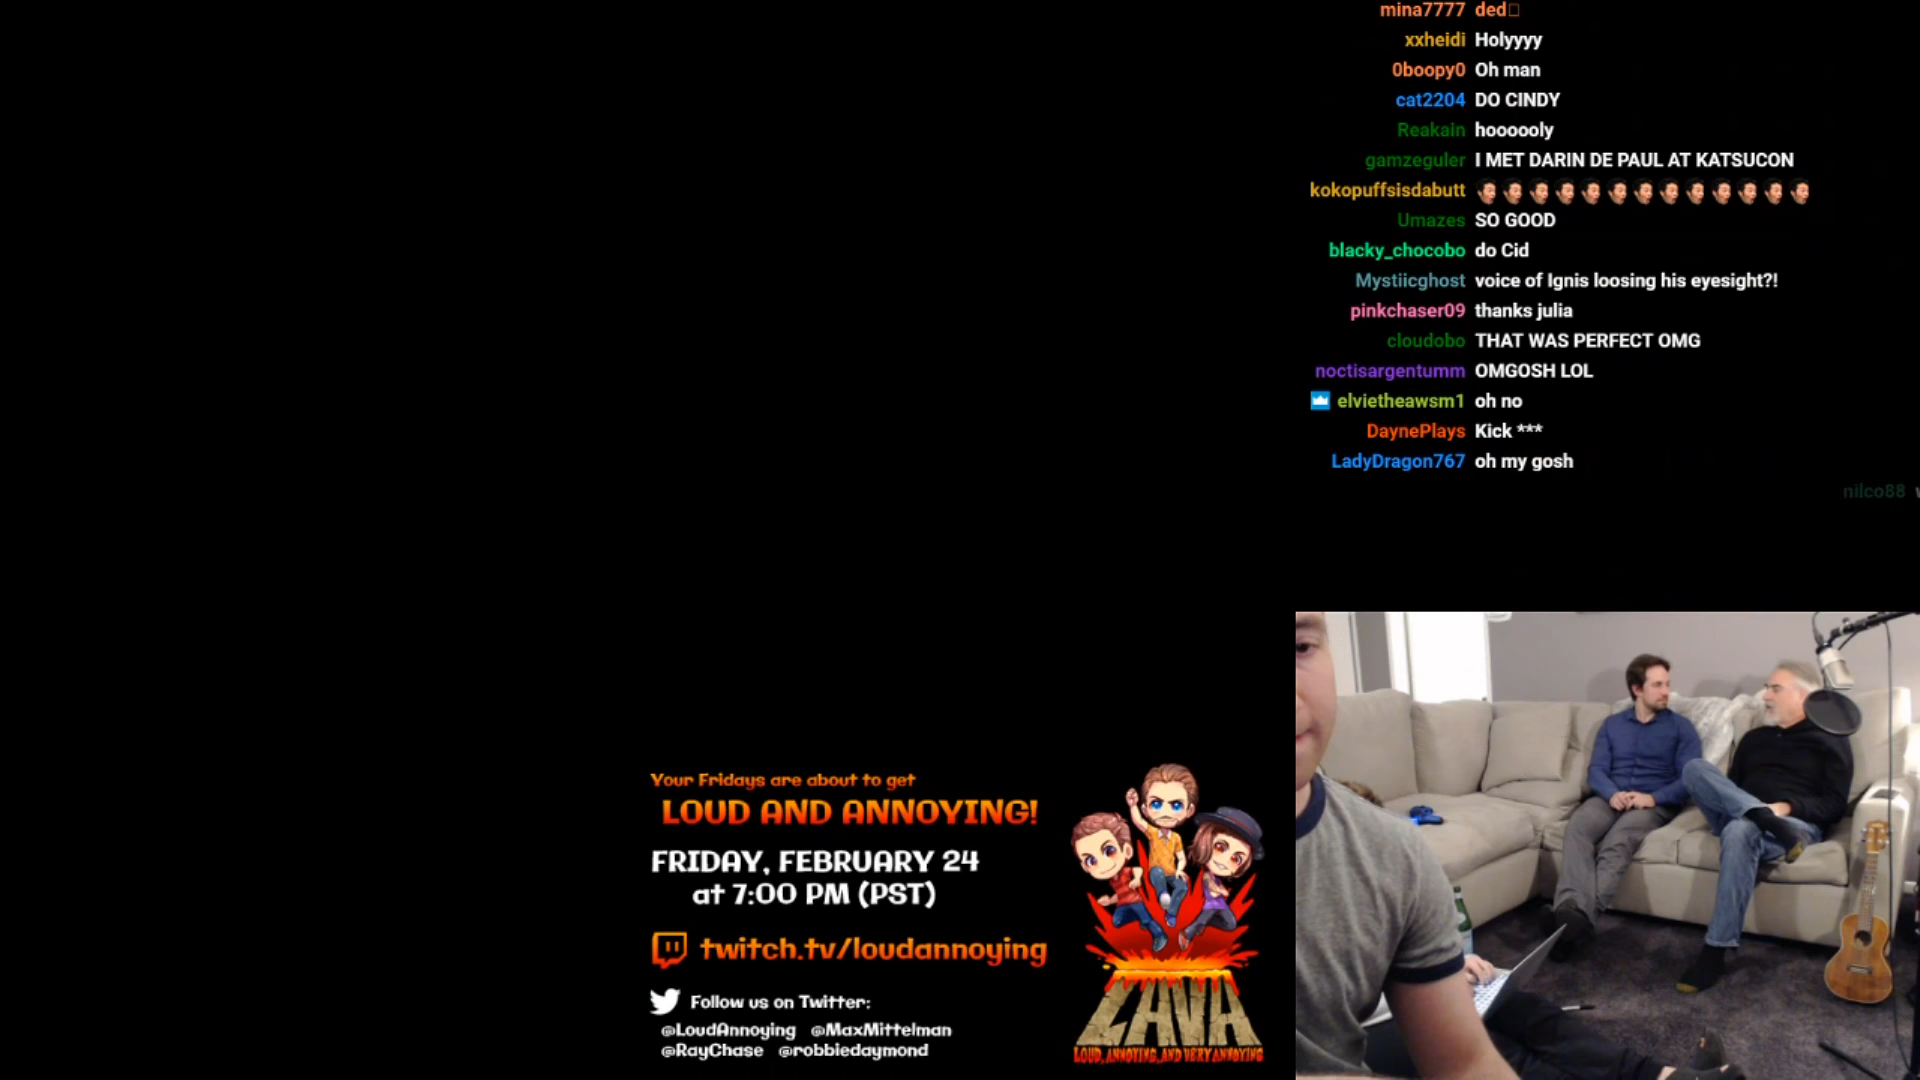 mina7777 ded
xxheidi Holyyyy
0boopy0 Oh man
cat2204 DO CINDY
Reakain hoooooly
gamzeguler I MET DARIN DE PAUL AT KATSUCON
kokopuffsisdabutt
Umazes SO GOOD
blacky_chocobo do Cid
Mystiicghost voice of Ignis loosing his eyesight?!
pinkchaser09 thanks julia
cloudobo THAT WAS PERFECT OMG
noctisargentumm OMGOSH LOL
elvietheawsm1 oh no
DaynePlays Kick ***
LadyDragon767 oh my gosh
nilco88
Your Fridays are about to get
LOUD AND ANNOYING!
FRIDAY, FEBRUARY 24
at 7:00 PM (PST)
twitch.tv/loudannoying
Follow us on Twitter:
@LoudAnnoying @MaxMittelman
@RayChase @robbiedaymond
LAVA
LOUD, ANNOYING, AND VERY ANNOYING